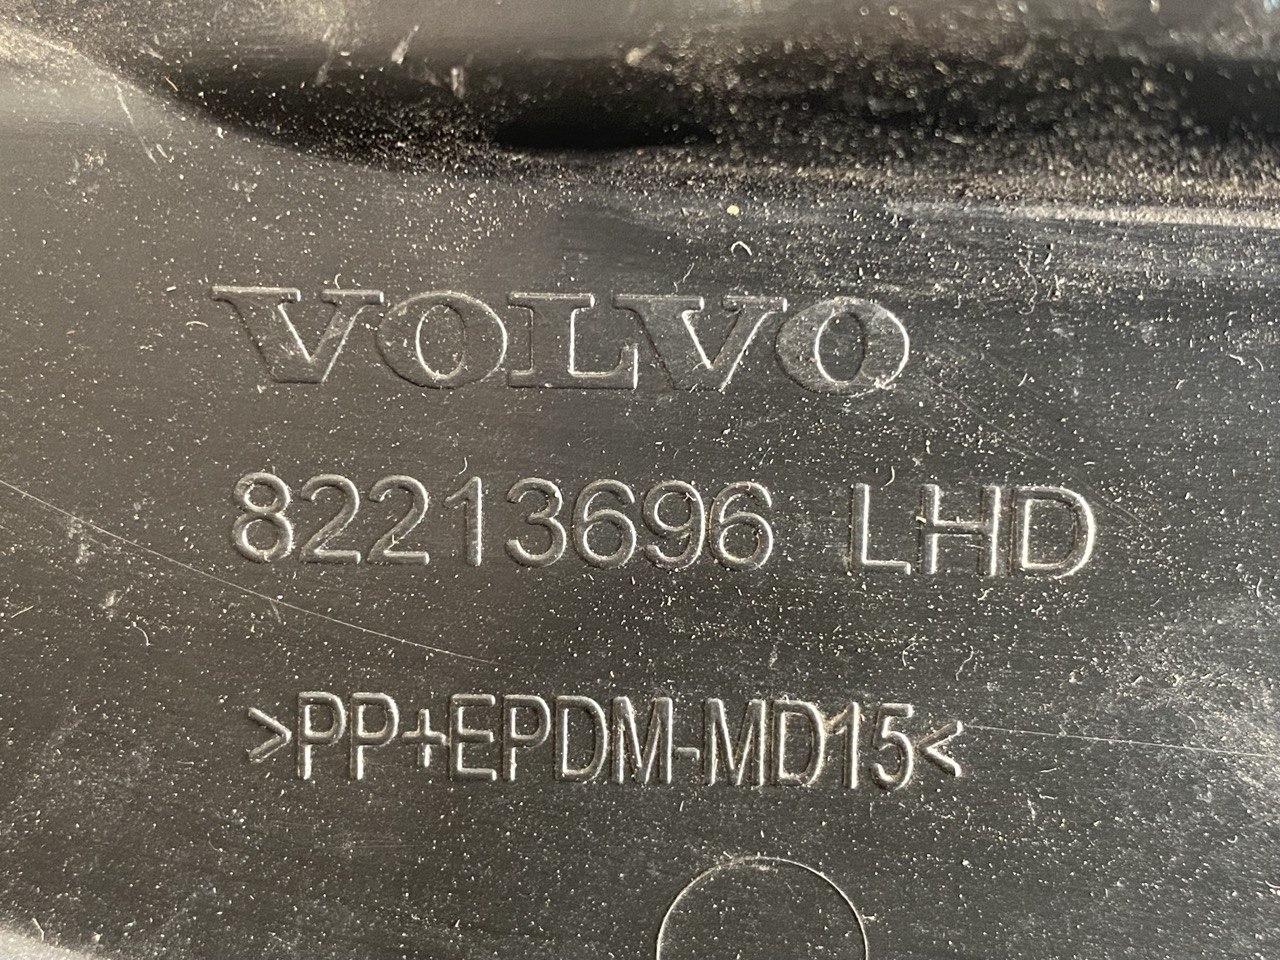 VOLVO
82213696 LHD
>PP+EPDM-MD15<